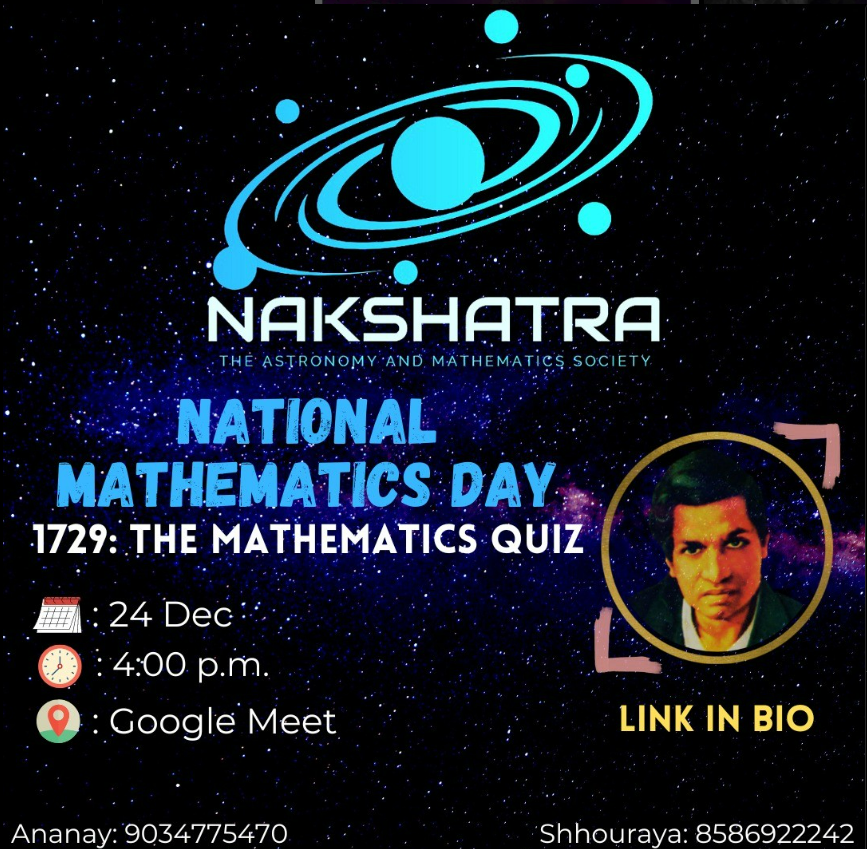 NAKSHATRA
THE ASTRONOMY AND MATHEMATICS SOCIETY
NATIONAL
MATHEMATICS DAY
1729: THE MATHEMATICS QUIZ
: 24 Dec
: 4:00 p.m.
: Google Meet
LINK IN BIO
Ananay: 9034775470
Shhouraya: 8586922242